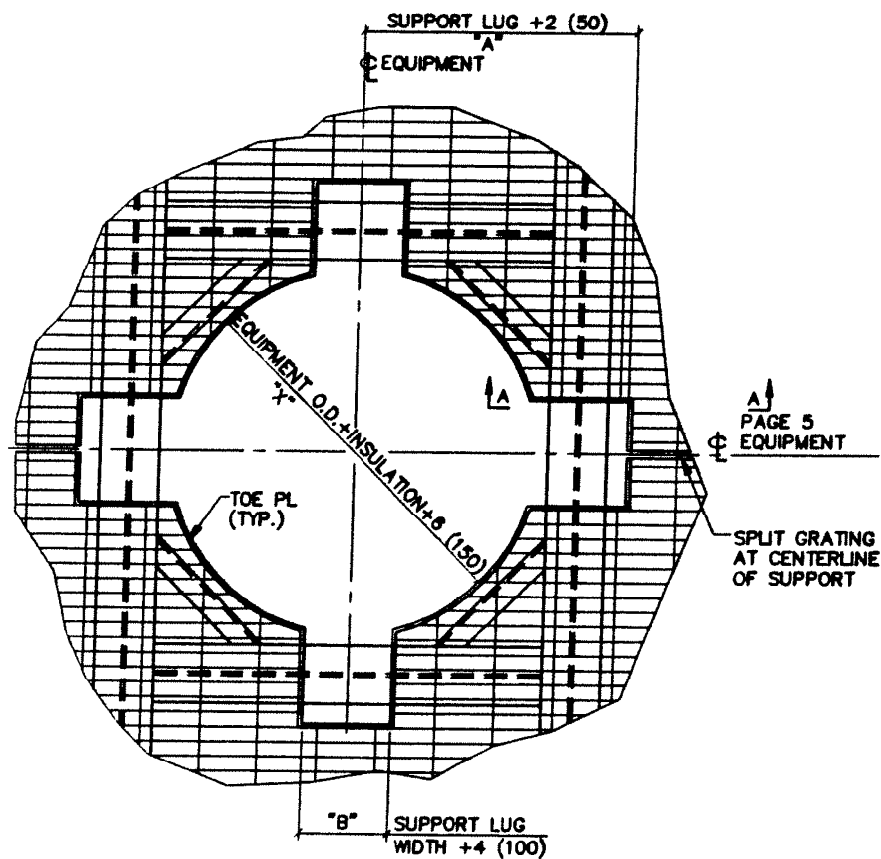 SUPPORT LUG +2 (50)
"A"
℄ EQUIPMENT
EQUIPMENT O.D.+INSULATION+6 (150)
"X"
A
A
PAGE 5
℄ EQUIPMENT
TOE PL
(TYP.)
SPLIT GRATING
AT CENTERLINE
OF SUPPORT
"B"
SUPPORT LUG
WIDTH +4 (100)